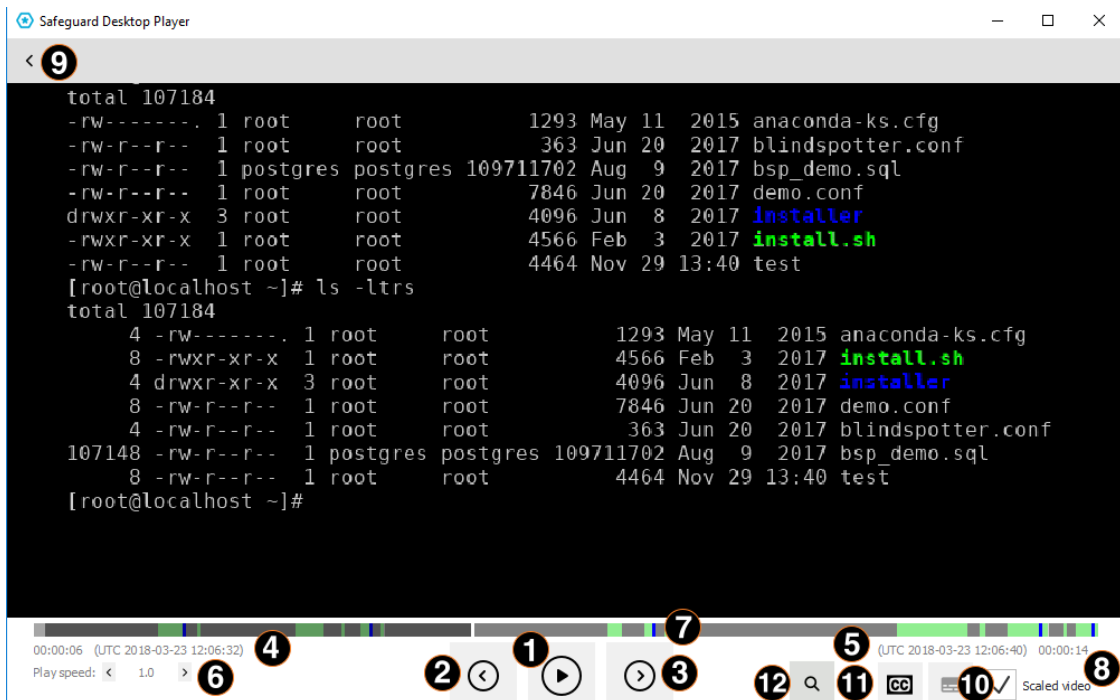 Safeguard Desktop Player
9
total 107184
-rw-------. 1 root root 1293 May 11 2015 anaconda-ks.cfg
-rw-r--r-- 1 root root 363 Jun 20 2017 blindspotter.conf
-rw-r--r-- 1 postgres postgres 109711702 Aug 9 2017 bsp_demo.sql
-rw-r--r-- 1 root root 7846 Jun 20 2017 demo.conf
drwxr-xr-x 3 root root 4096 Jun 8 2017 installer
-rwxr-xr-x 1 root root 4566 Feb 3 2017 install.sh
-rw-r--r-- 1 root root 4464 Nov 29 13:40 test
[root@localhost ~]# ls -ltrs
total 107184
4 -rw-------. 1 root root 1293 May 11 2015 anaconda-ks.cfg
8 -rwxr-xr-x 1 root root 4566 Feb 3 2017 install.sh
4 drwxr-xr-x 3 root root 4096 Jun 8 2017 installer
8 -rw-r--r-- 1 root root 7846 Jun 20 2017 demo.conf
4 -rw-r--r-- 1 root root 363 Jun 20 2017 blindspotter.conf
107148 -rw-r--r-- 1 postgres postgres 109711702 Aug 9 2017 bsp_demo.sql
8 -rw-r--r-- 1 root root 4464 Nov 29 13:40 test
[root@localhost ~]#
7
00:00:06 (UTC 2018-03-23 12:06:32) 4 1 5 (UTC 2018-03-23 12:06:40) 00:00:14
Play speed: < 1.0 > 6 2 3 12 11 CC 10 Scaled video 8